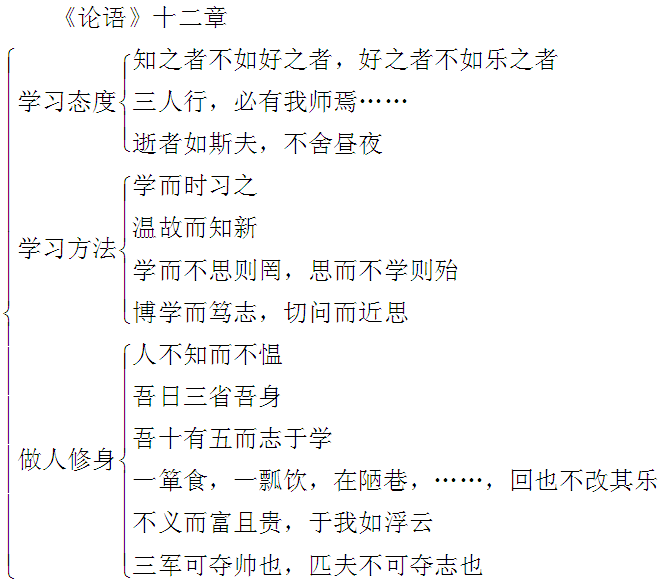 《论语》十二章
学习态度
知之者不如好之者，好之者不如乐之者
三人行，必有我师焉……
逝者如斯夫，不舍昼夜
学习方法
学而时习之
温故而知新
学而不思则罔，思而不学则殆
博学而笃志，切问而近思
做人修身
人不知而不愠
吾日三省吾身
吾十有五而志于学
一箪食，一瓢饮，在陋巷，……，回也不改其乐
不义而富且贵，于我如浮云
三军可夺帅也，匹夫不可夺志也